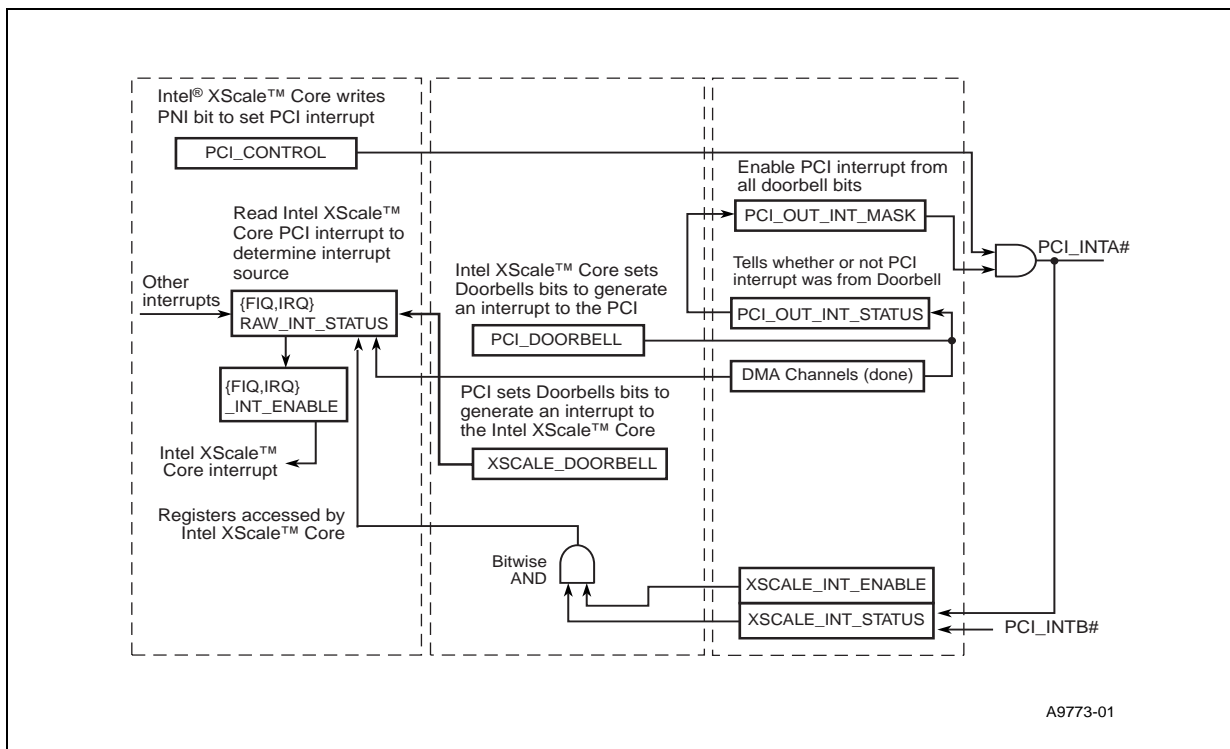 Intel® XScale™ Core writes
PNI bit to set PCI interrupt
PCI_CONTROL
Read Intel XScale™
Core PCI interrupt to
determine interrupt
source
Other
interrupts
{FIQ,IRQ}
RAW_INT_STATUS
{FIQ,IRQ}
_INT_ENABLE
Intel XScale™
Core interrupt
Registers accessed by
Intel XScale™ Core
Intel XScale™ Core sets
Doorbells bits to generate
an interrupt to the PCI
PCI_DOORBELL
PCI sets Doorbells bits to
generate an interrupt to
the Intel XScale™ Core
XSCALE_DOORBELL
Bitwise
AND
Enable PCI interrupt from
all doorbell bits
PCI_OUT_INT_MASK
Tells whether or not PCI
interrupt was from Doorbell
PCI_OUT_INT_STATUS
DMA Channels (done)
XSCALE_INT_ENABLE
XSCALE_INT_STATUS
PCI_INTA#
PCI_INTB#
A9773-01